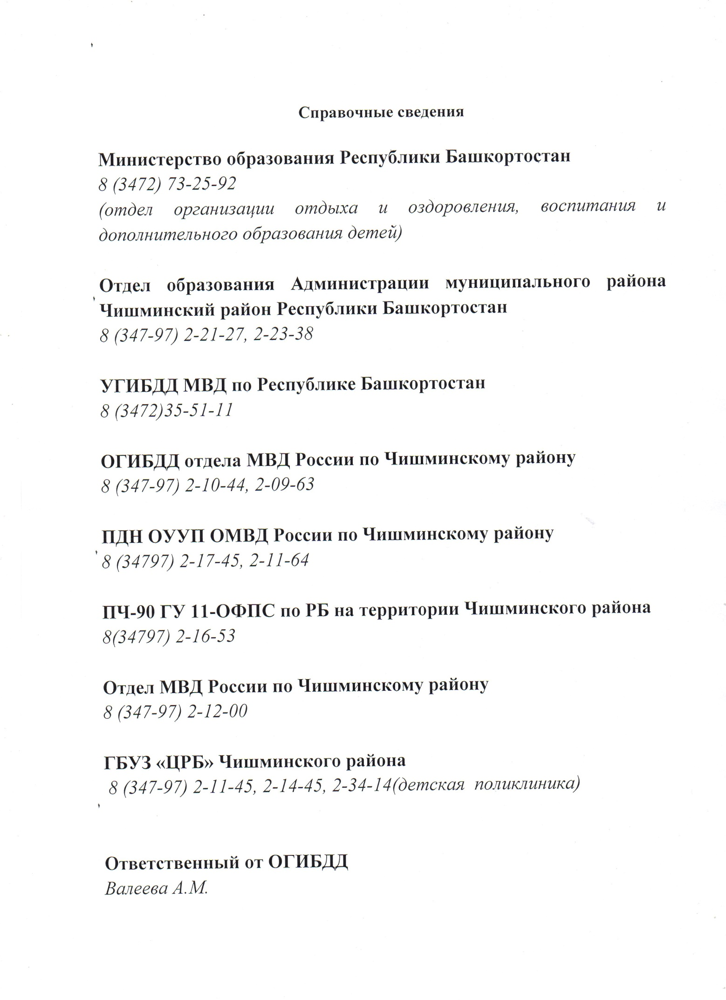 Справочные сведения
Министерство образования Республики Башкортостан
8 (3472) 73-25-92
(отдел организации отдыха и оздоровления, воспитания и
дополнительного образования детей)
Отдел образования Администрации муниципального района
Чишминский район Республики Башкортостан
8 (347-97) 2-21-27, 2-23-38
УГИБДД МВД по Республике Башкортостан
8 (3472)35-51-11
ОГИБДД отдела МВД России по Чишминскому району
8 (347-97) 2-10-44, 2-09-63
ПДН ОУУП ОМВД России по Чишминскому району
8 (34797) 2-17-45, 2-11-64
ПЧ-90 ГУ 11-ОФПС по РБ на территории Чишминского района
8(34797) 2-16-53
Отдел МВД России по Чишминскому району
8 (347-97) 2-12-00
ГБУЗ «ЦРБ» Чишминского района
8 (347-97) 2-11-45, 2-14-45, 2-34-14(детская поликлиника)
Ответственный от ОГИБДД
Валеева А.М.